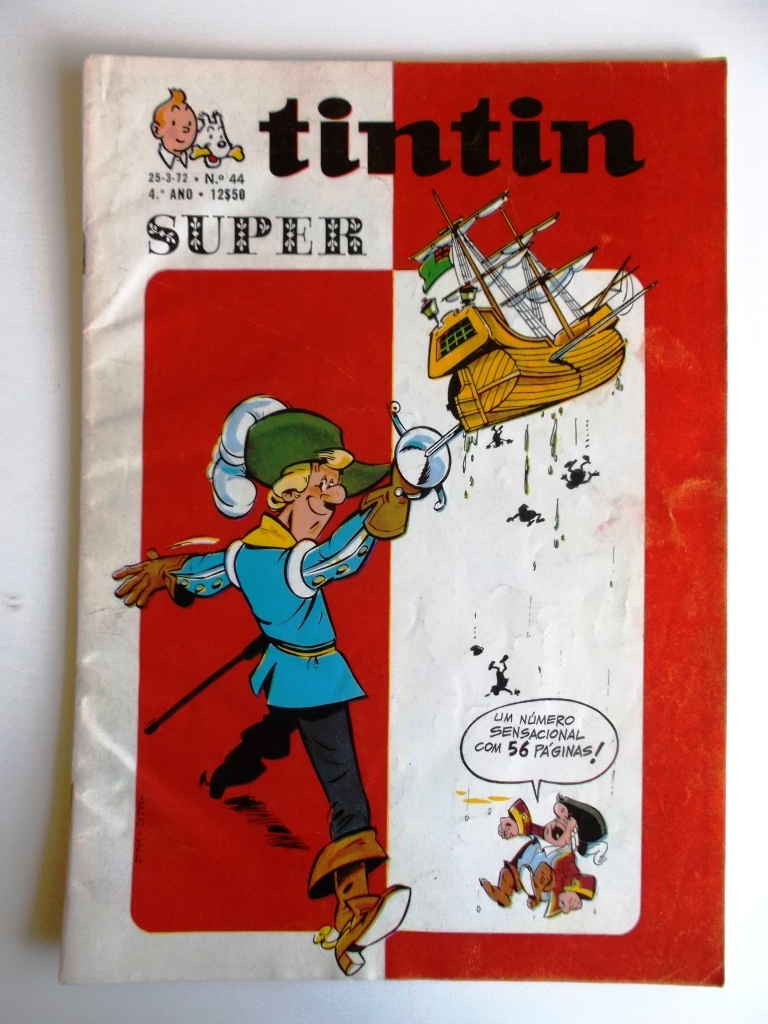 tintin
25-3-72 • N.º 44
4.º ANO • 12$50
SUPER
UM NÚMERO
SENSACIONAL
COM 56 PÁGINAS!